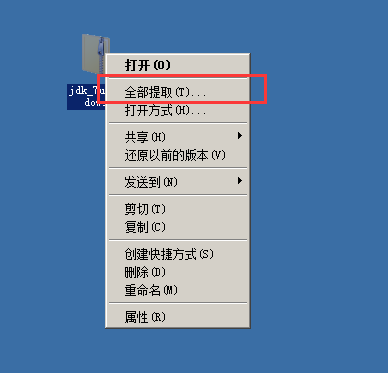 打开(O)
jdk_7u
全部提取(T)...
dow
打开方式(H)...
共享(H)
还原以前的版本(V)
发送到(N)
剪切(T)
复制(C)
创建快捷方式(S)
删除(D)
重命名(M)
属性(R)